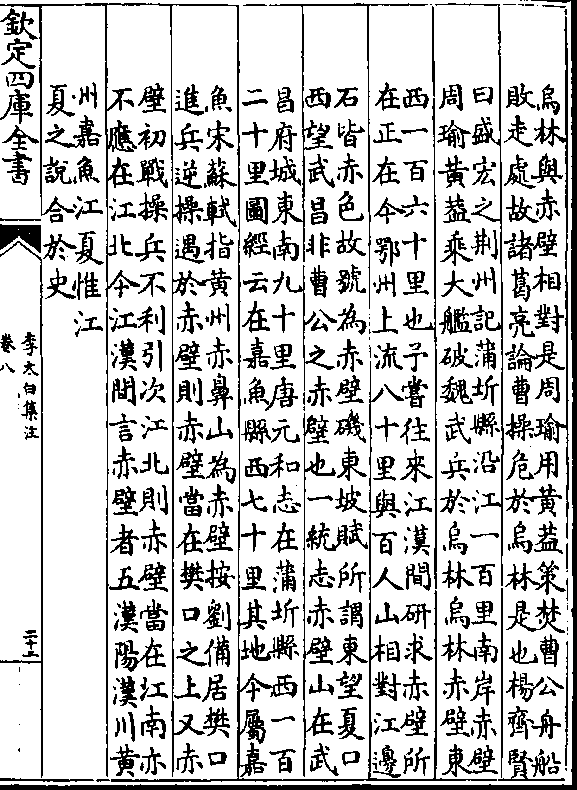 烏林與赤壁相對是周瑜用黃蓋策焚曹公舟船
敗走處故諸葛亮論曹操危於烏林是也楊齊賢
曰盛宏之荆州記蒲圻縣沿江一百里南岸赤壁
周瑜黃蓋乘大艦破魏武兵於烏林烏林赤壁東
西一百六十里也予嘗往來江漢間研求赤壁所
在正在今鄂州上流八十里與百人山相對江邊
石皆赤色故號為赤壁磯東坡賦所謂東望夏口
西望武昌非曹公之赤壁也一統志赤壁山在武
昌府城東南九十里唐元和志在蒲圻縣西一百
二十里圖經云在嘉魚縣西七十里其地今屬嘉
魚宋蘇軾指黃州赤鼻山為赤壁按劉備居樊口
進兵逆操遇於赤壁則赤壁當在樊口之上又赤
壁初戰操兵不利引次江北則赤壁當在江南亦
不應在江北今江漢間言赤壁者五漢陽漢川黃
州嘉魚江夏惟江
夏之說合於史
欽定四庫全書
李太白集注
卷八